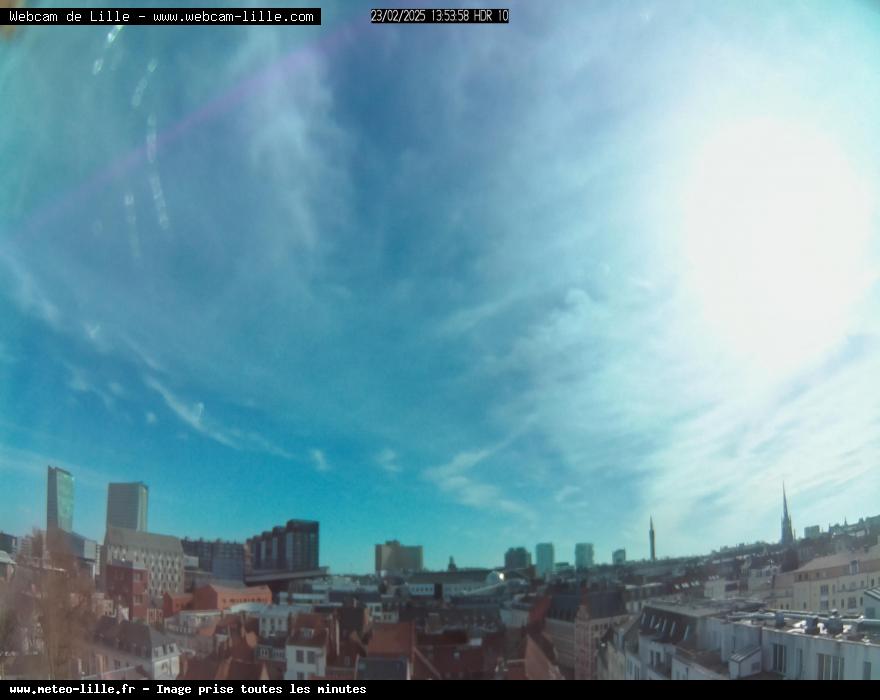 Webcam de Lille - www.webcam-lille.com
23/02/2025 13:53:58 HDR 10
www.meteo-lille.fr - Image prise toutes les minutes